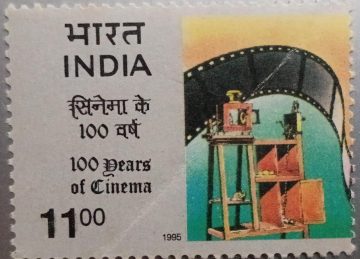 भारत
INDIA
सिनेमा के
100 वर्ष
100 Years
of Cinema
11.00
1995